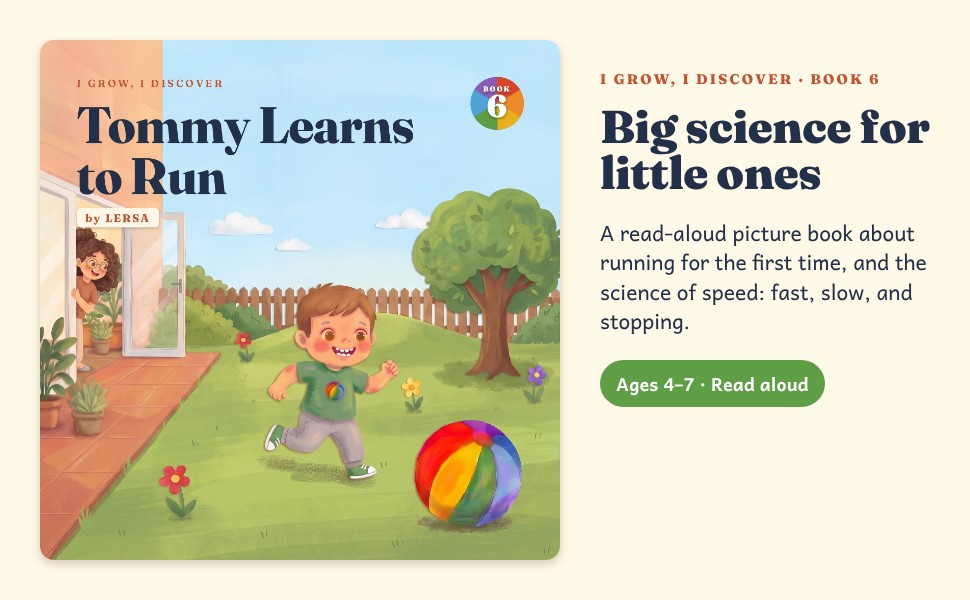 I GROW, I DISCOVER
BOOK
6
Tommy Learns
to Run
by LERSA
I GROW, I DISCOVER · BOOK 6
Big science for
little ones
A read-aloud picture book about
running for the first time, and the
science of speed: fast, slow, and
stopping.
Ages 4–7 · Read aloud